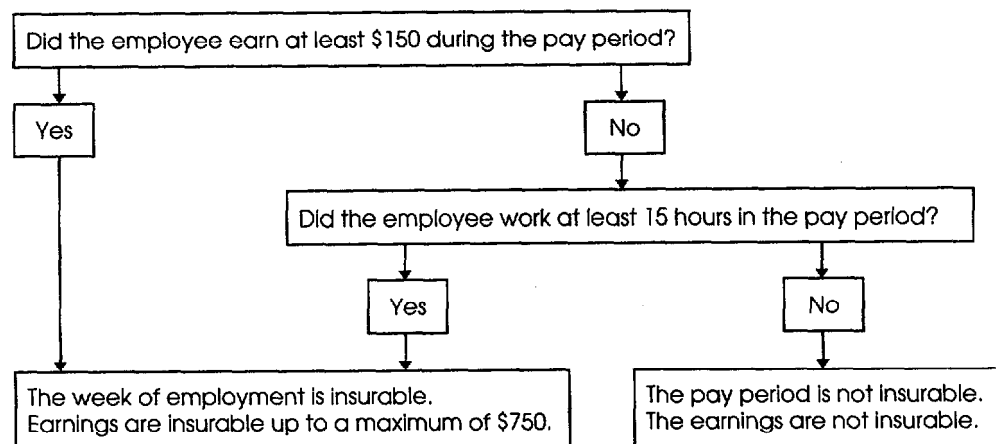 Did the employee earn at least $150 during the pay period?
Yes
No
Did the employee work at least 15 hours in the pay period?
Yes
No
The week of employment is insurable.
Earnings are insurable up to a maximum of $750.
The pay period is not insurable.
The earnings are not insurable.